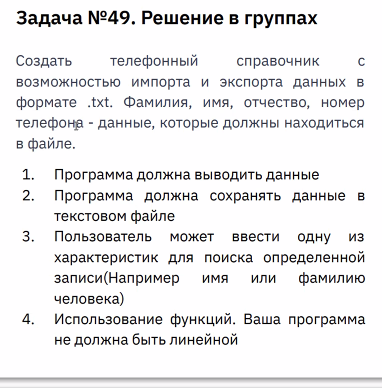 Задача №49. Решение в группах
Создать телефонный справочник с
возможностью импорта и экспорта данных в
формате .txt. Фамилия, имя, отчество, номер
телефона - данные, которые должны находиться
в файле.
1. Программа должна выводить данные
2. Программа должна сохранять данные в
текстовом файле
3. Пользователь может ввести одну из
характеристик для поиска определенной
записи(Например имя или фамилию
человека)
4. Использование функций. Ваша программа
не должна быть линейной